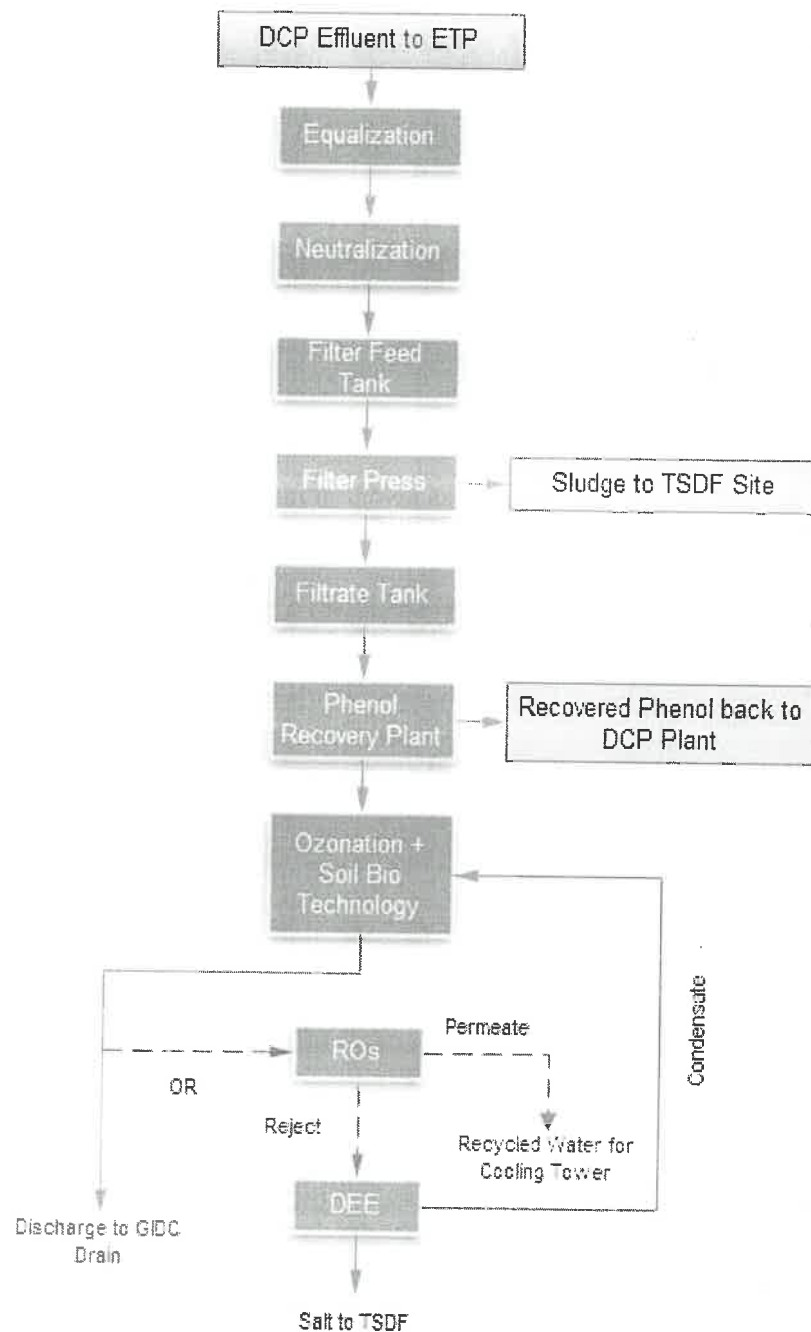 DCP Effluent to ETP
Equalization
Neutralization
Filter Feed
Tank
Filter Press
Sludge to TSDF Site
Filtrate Tank
Phenol
Recovery Plant
Recovered Phenol back to
DCP Plant
Ozonation +
Soil Bio
Technology
Condensate
Permeate
ROs
OR
Reject
Recycled Water for
Cooling Tower
DEE
Discharge to GIDC
Drain
Salt to TSDF